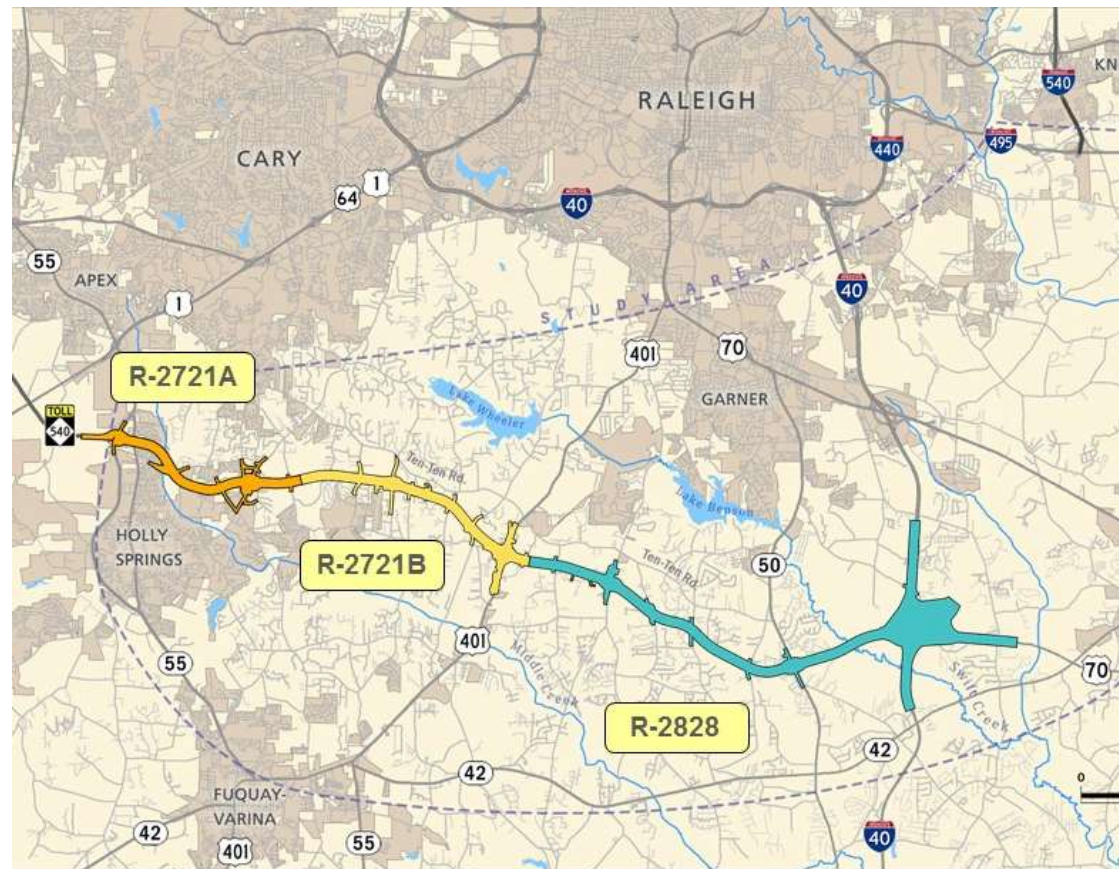 RALEIGH
KN
540
CARY
440
495
1
64
40
55
APEX
STUDY AREA
40
1
401
70
R-2721A
Lake Wheeler
GARNER
TOLL
540
Ten-Ten Rd.
Lake Benson
HOLLY
SPRINGS
R-2721B
Ten-Ten Rd.
50
401
Middle Creek
55
Swift Creek
70
R-2828
42
42
0
FUQUAY-
VARINA
42
401
55
40